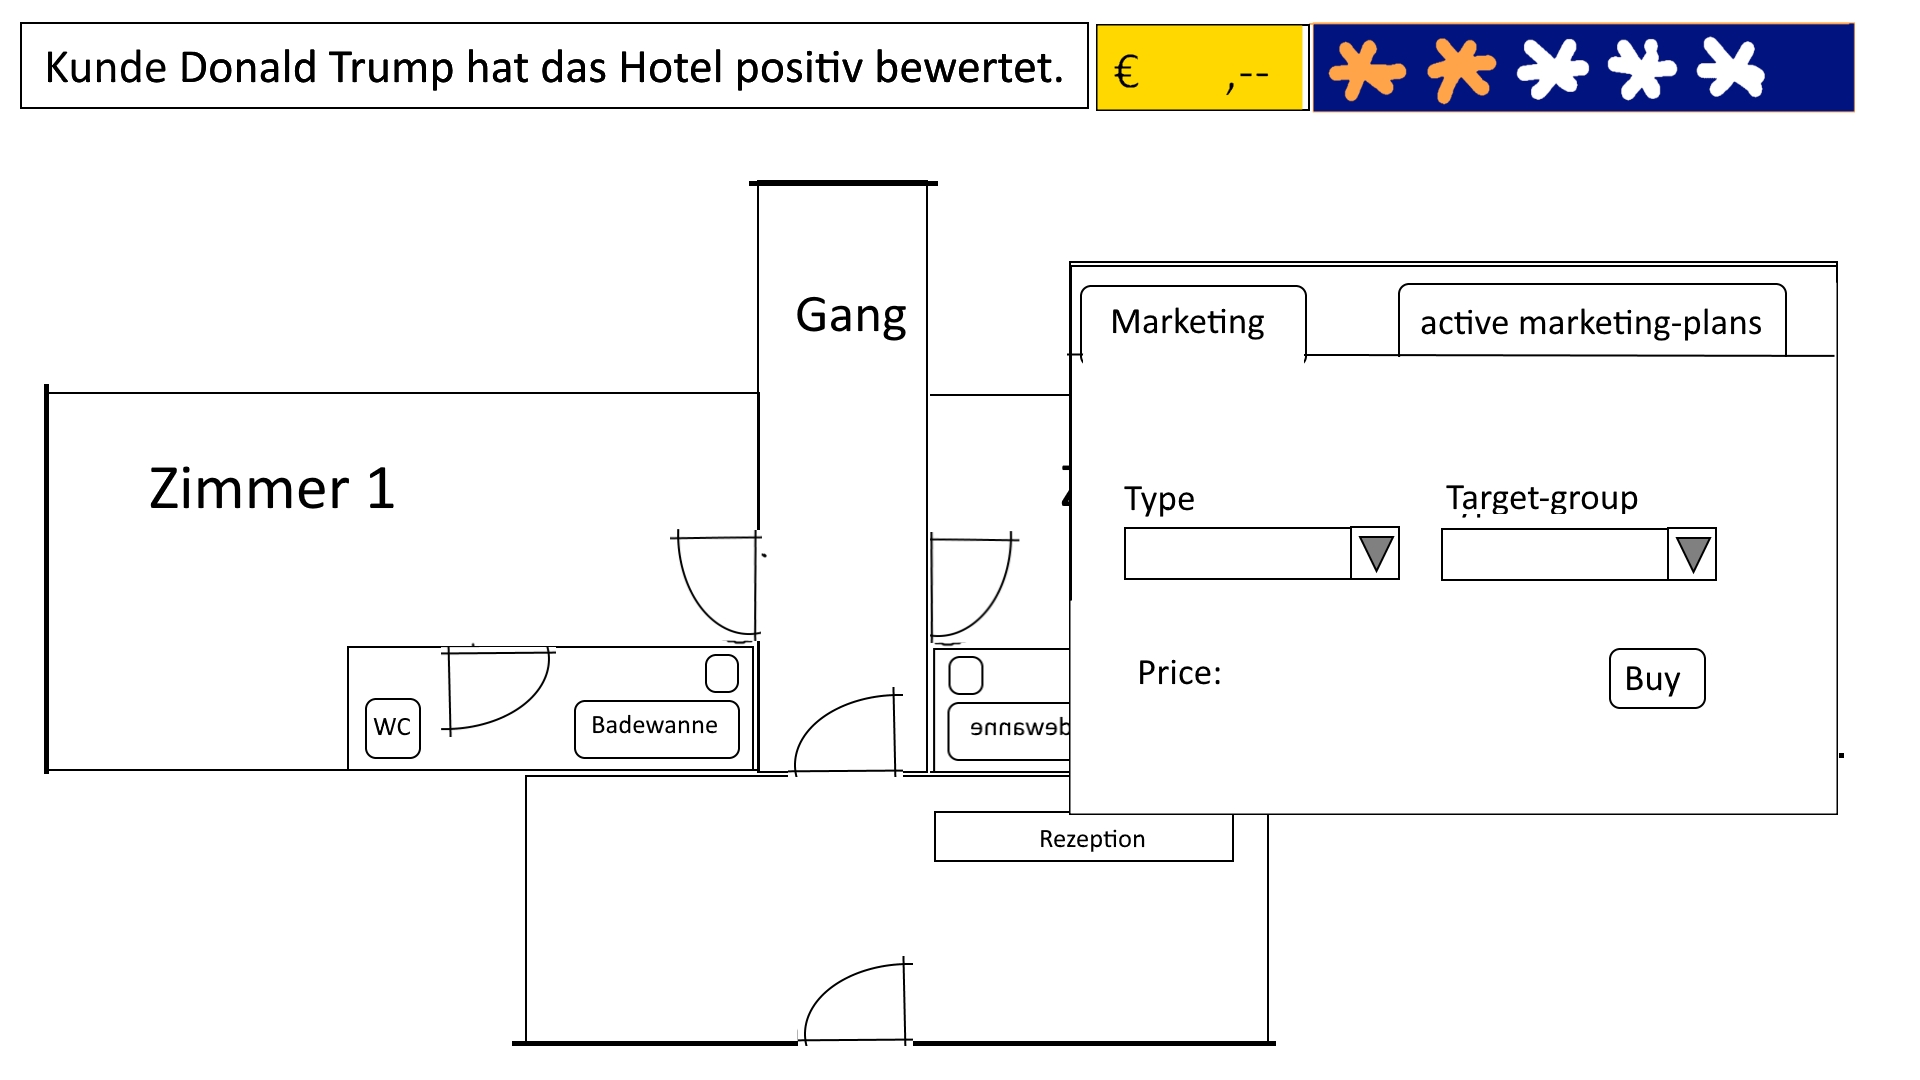 Kunde Donald Trump hat das Hotel positiv bewertet.
€ ,--
Gang
Marketing
active marketing-plans
Zimmer 1
Type
Target-group
Price:
Buy
WC
Badewanne
dewanne
Rezeption